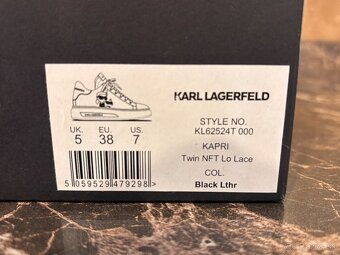 KARL LAGERFELD
STYLE NO.
KL62524T 000
UK. EU. US.
5 38 7
KAPRI
Twin NFT Lo Lace
COL.
Black Lthr
5 059529 479298 >